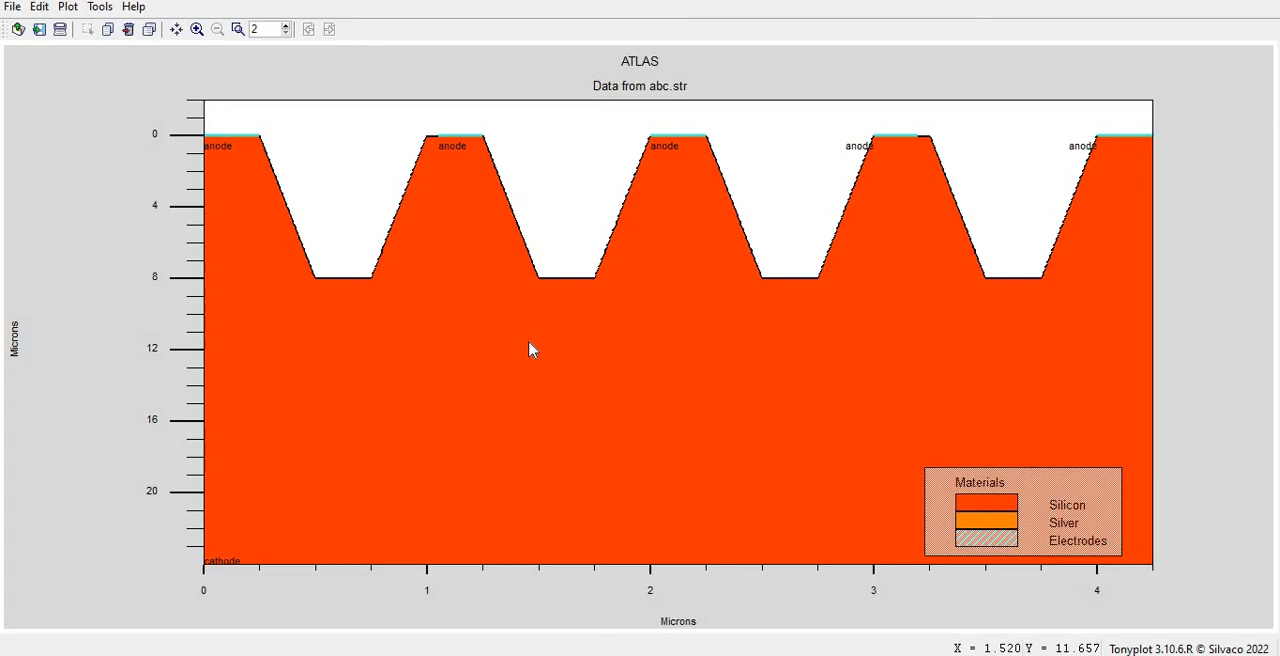 File Edit Plot Tools Help
2
ATLAS
Data from abc.str
0
anode anode anode anode anode
4
8
Microns
12
16
20
Materials
Silicon
Silver
Electrodes
cathode
0 1 2 3 4
Microns
X = 1.520 Y = 11.657 Tonyplot 3.10.6.R © Silvaco 2022